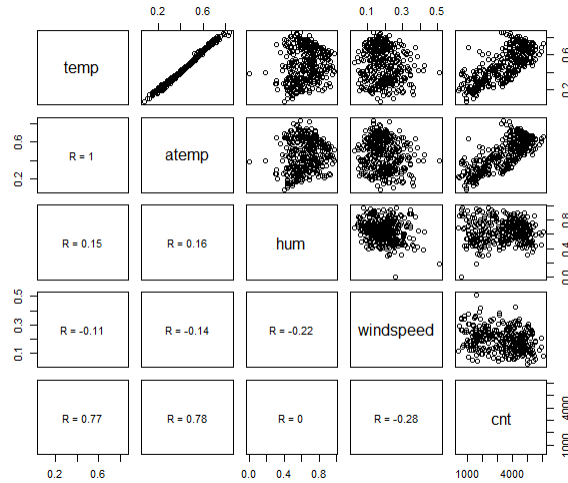 0.2 0.6
0.1 0.3 0.5
temp
0.2 0.6
0.2 0.6
R = 1
atemp
R = 0.15
R = 0.16
hum
0.0 0.4 0.8
0.1 0.3 0.5
R = -0.11
R = -0.14
R = -0.22
windspeed
R = 0.77
R = 0.78
R = 0
R = -0.28
cnt
1000 4000
0.2 0.6
0.0 0.4 0.8
1000 4000